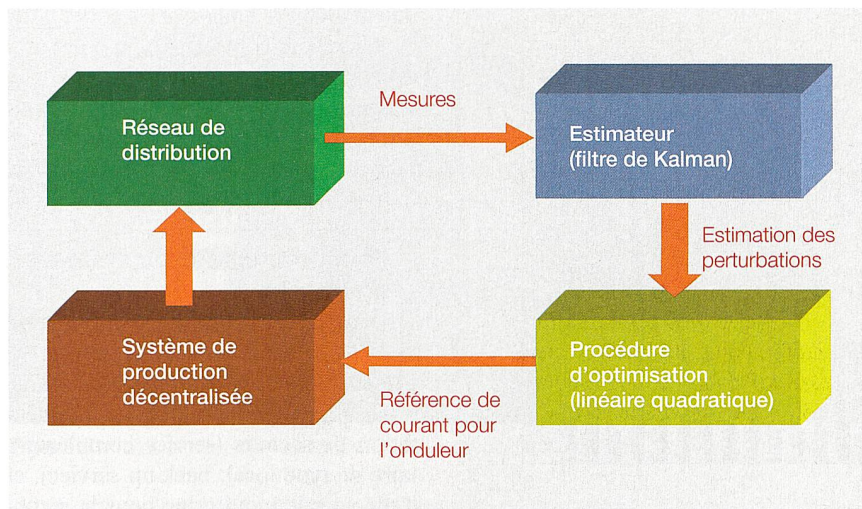 Réseau de
distribution
Mesures
Estimateur
(filtre de Kalman)
Estimation des
perturbations
Procédure
d'optimisation
(linéaire quadratique)
Référence de
courant pour
l'onduleur
Système de
production
décentralisée